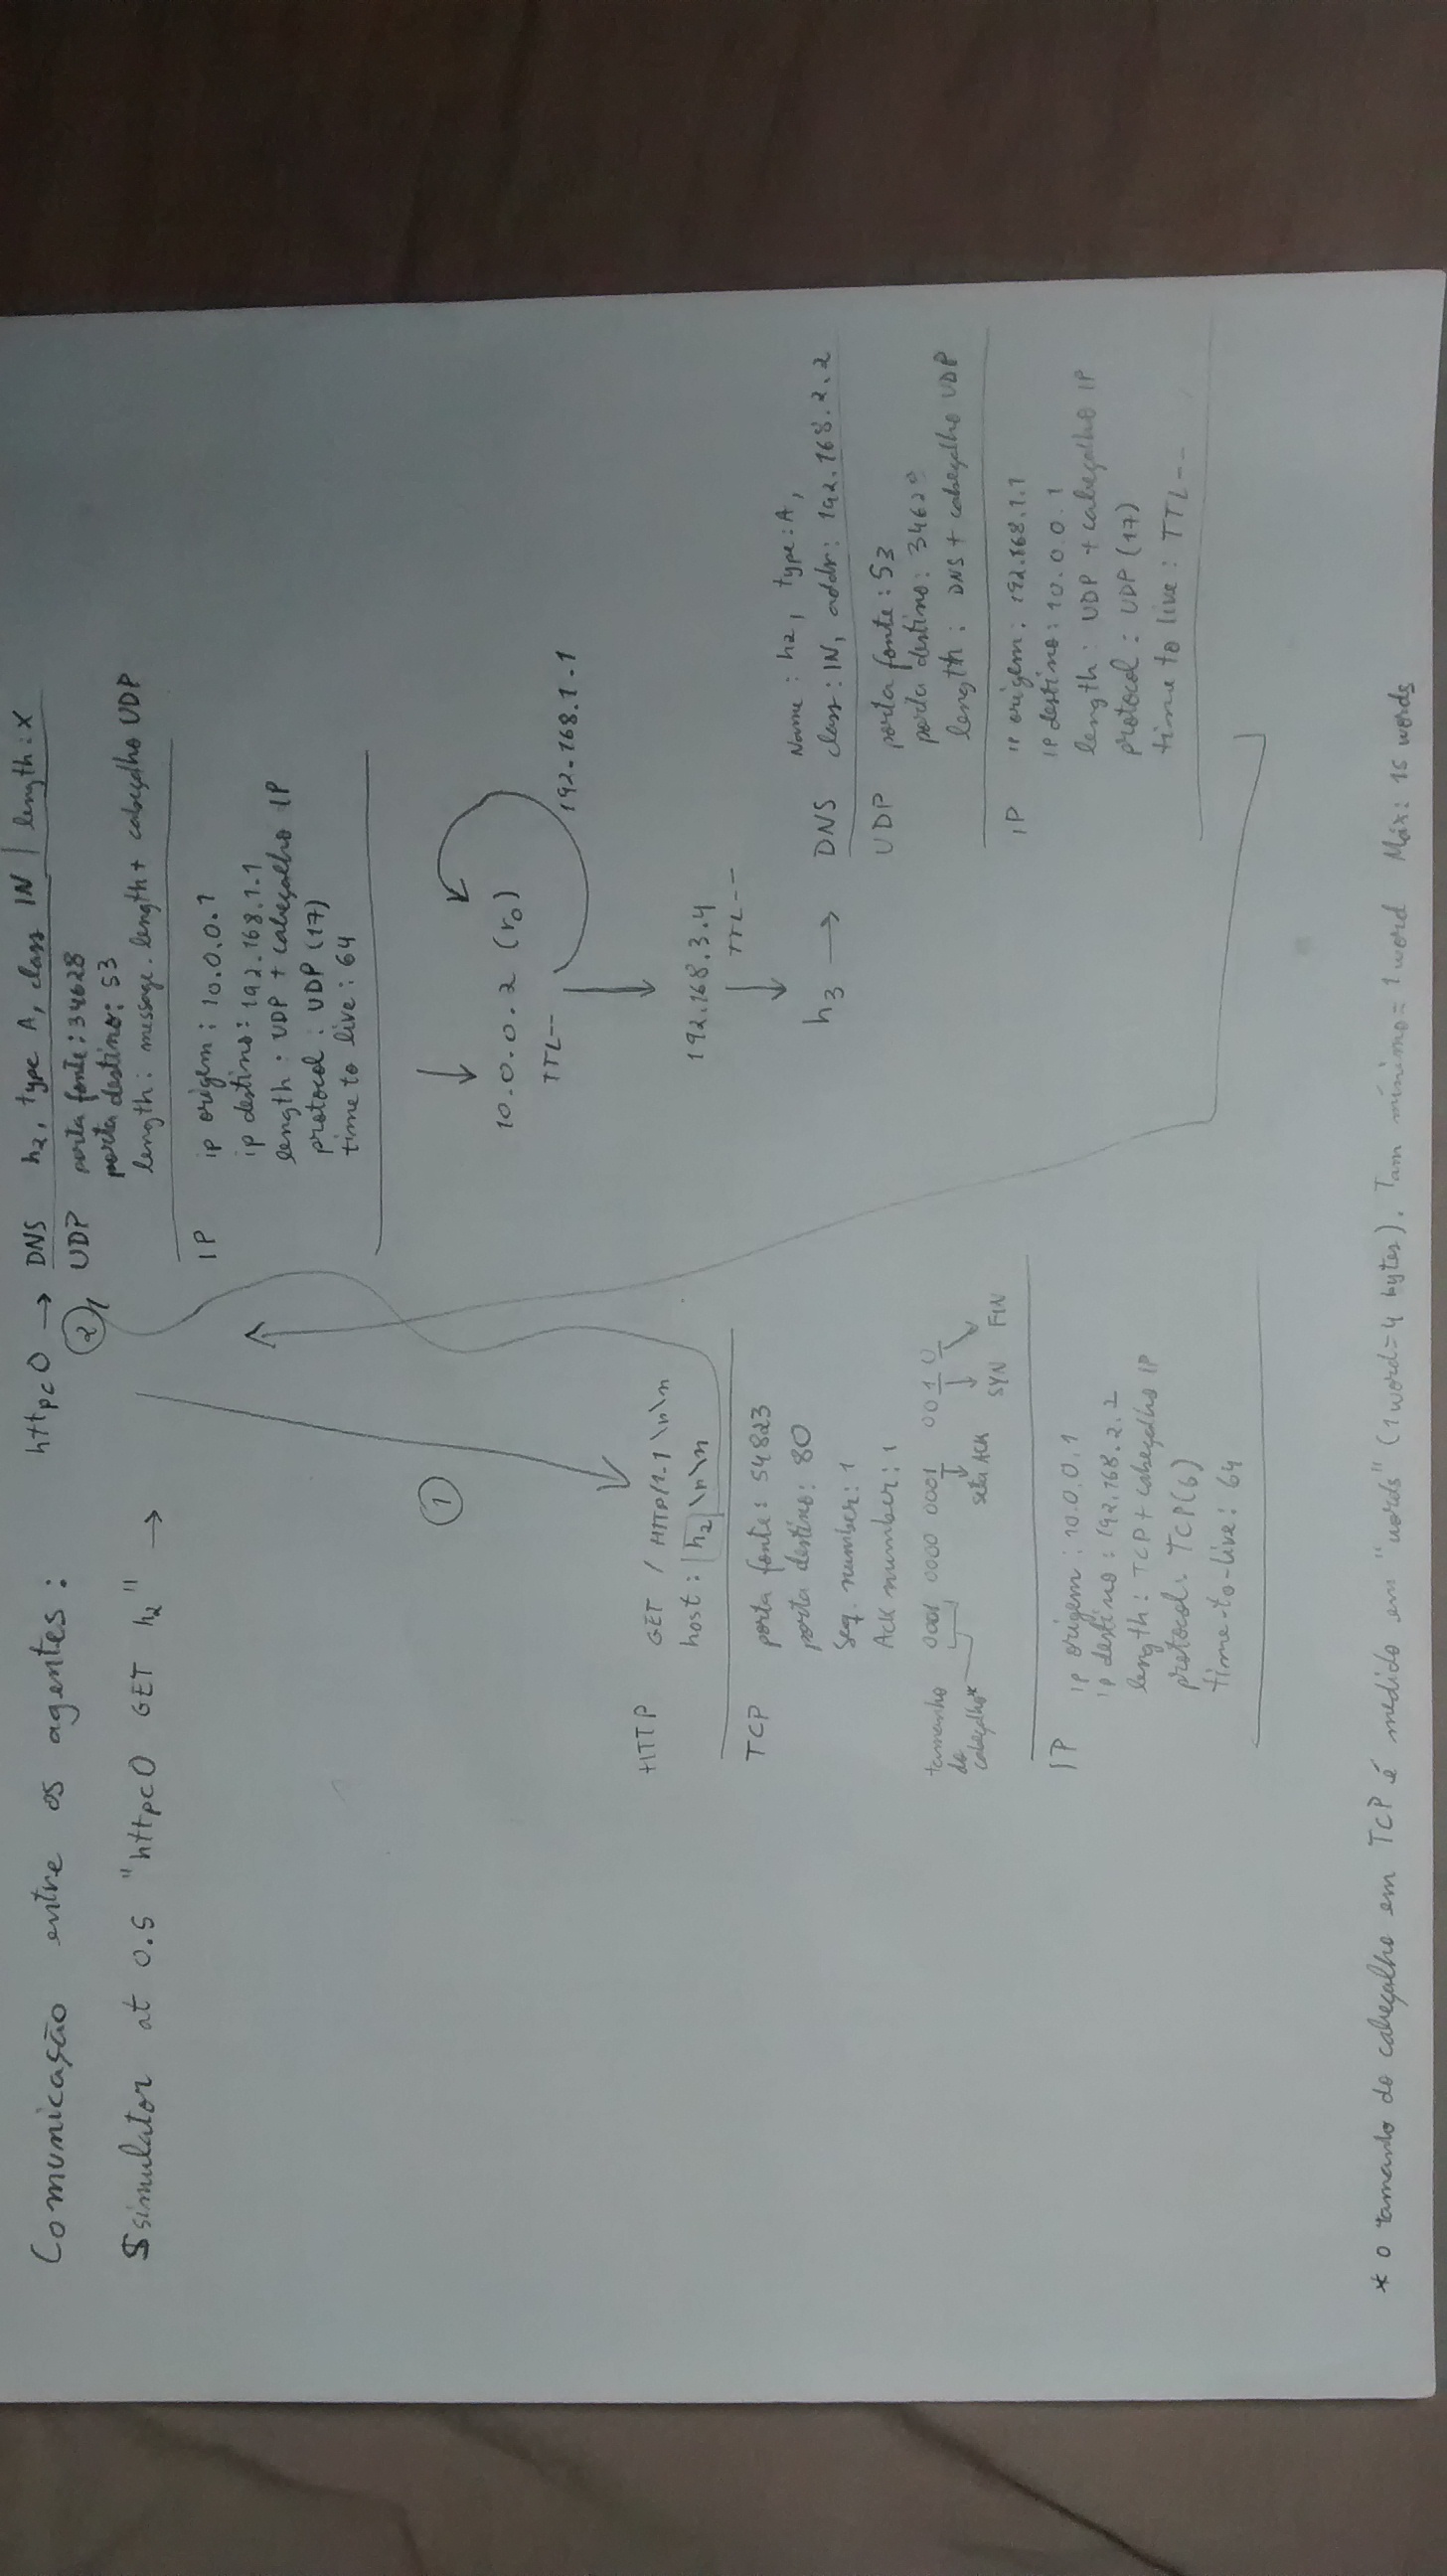 Comunicação entre os agentes:
$simulator at 0.5 "httpc0 GET h2" →
httpc0 → DNS h2, type A, class IN | length: X
②
UDP porta fonte: 34628
porta destino: 53
length: message.length + cabeçalho UDP
IP ip origem: 10.0.0.1
ip destino: 192.168.1.1
length: UDP + cabeçalho IP
protocol: UDP (17)
time to live: 64
10.0.0.2 (r0)
TTL--
192.168.1.1
192.168.3.4
TTL--
h3 → DNS Name: h2, type: A,
class: IN, addr: 192.168.2.2
UDP porta fonte: 53
porta destino: 34628
length: DNS + cabeçalho UDP
IP ip origem: 192.168.1.1
IP destino: 10.0.0.1
length: UDP + cabeçalho IP
protocol: UDP (17)
time to live: TTL--
①
HTTP GET / HTTP/1.1 \n\n
host: h2 \n\n
TCP porta fonte: 54823
porta destino: 80
Seq. number: 1
Ack number: 1
tamanho do cabeçalho* 0001 0000 0001 0010
seta ACK SYN FIN
IP ip origem: 10.0.0.1
ip destino: 192.168.2.2
length: TCP + cabeçalho IP
protocol: TCP (6)
time-to-live: 64
* o tamanho do cabeçalho em TCP é medido em "words" (1 word = 4 bytes). Tam mínimo = 1 word Máx: 15 words